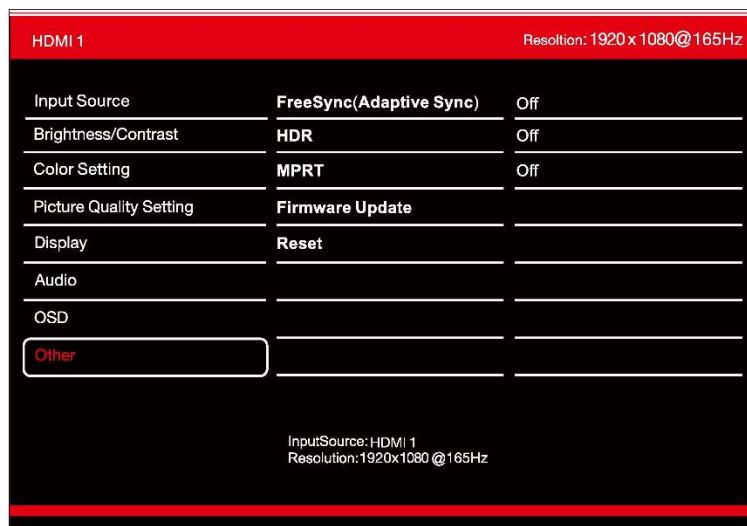 HDMI 1
Resoltion: 1920 x 1080@165Hz
Input Source FreeSync(Adaptive Sync) Off
Brightness/Contrast HDR Off
Color Setting MPRT Off
Picture Quality Setting Firmware Update
Display Reset
Audio
OSD
Other
InputSource: HDMI 1
Resolution:1920x1080 @165Hz